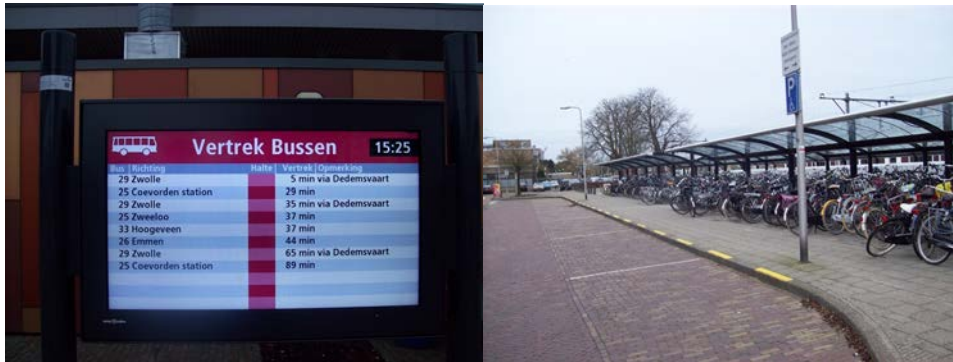 Vertrek Bussen 15:25
Bus Richting Halte Vertrek Opmerking
29 Zwolle 5 min via Dedemsvaart
25 Coevorden station 29 min
29 Zwolle 35 min via Dedemsvaart
25 Zweeloo 37 min
33 Hoogeveen 37 min
26 Emmen 44 min
29 Zwolle 65 min via Dedemsvaart
25 Coevorden station 89 min
P